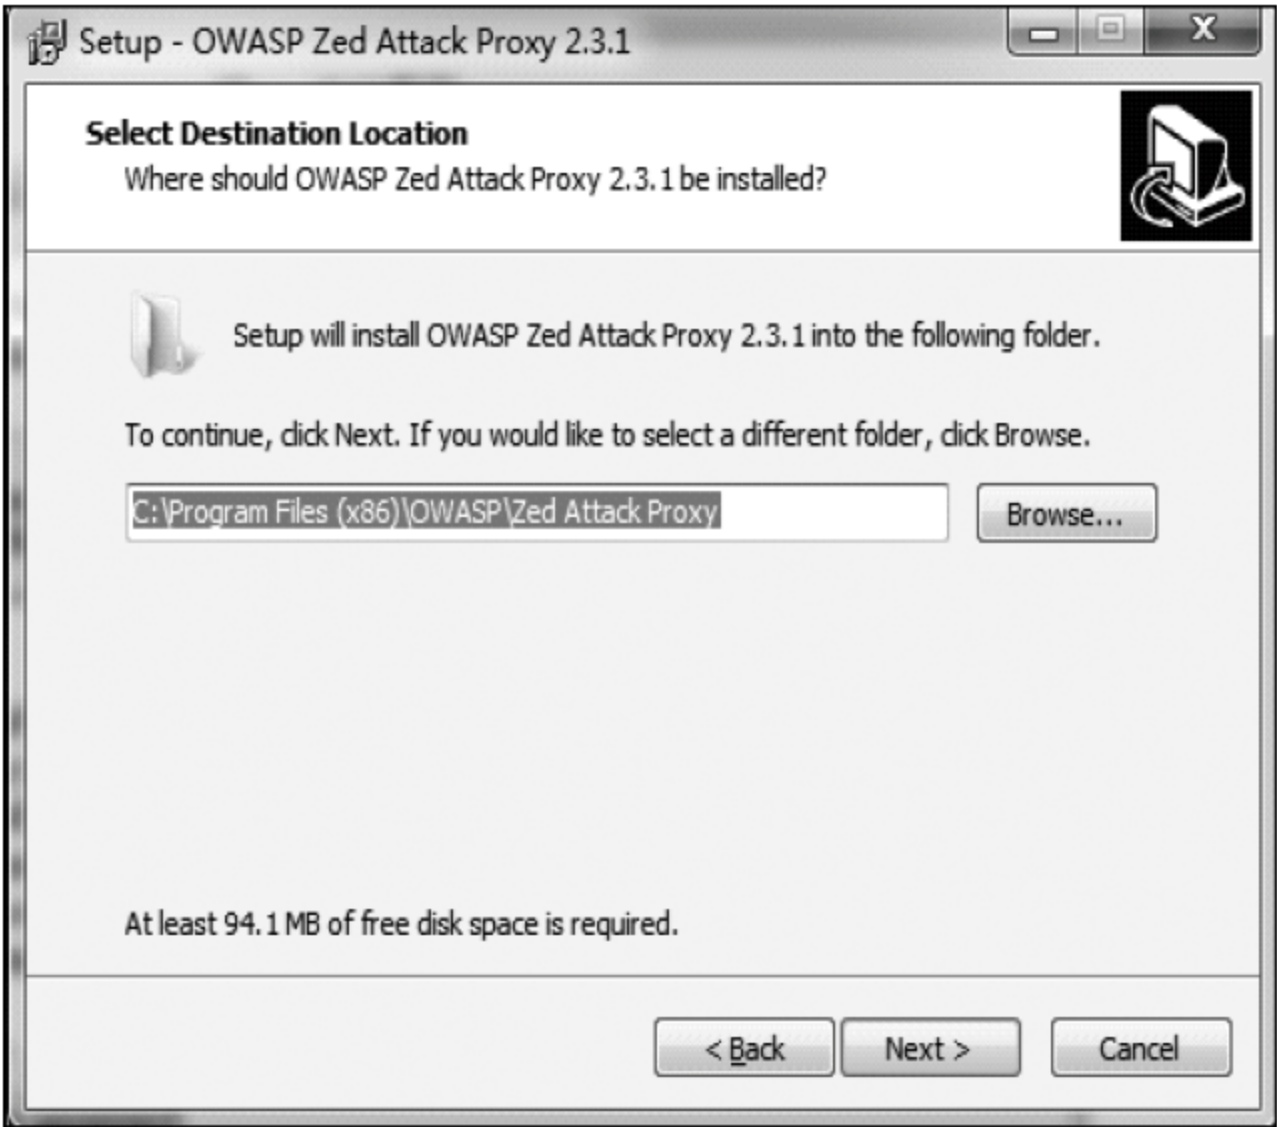 Setup - OWASP Zed Attack Proxy 2.3.1
X
Select Destination Location
Where should OWASP Zed Attack Proxy 2.3.1 be installed?
Setup will install OWASP Zed Attack Proxy 2.3.1 into the following folder.
To continue, click Next. If you would like to select a different folder, click Browse.
C:\Program Files (x86)\OWASP\Zed Attack Proxy
Browse...
At least 94.1 MB of free disk space is required.
< Back
Next >
Cancel